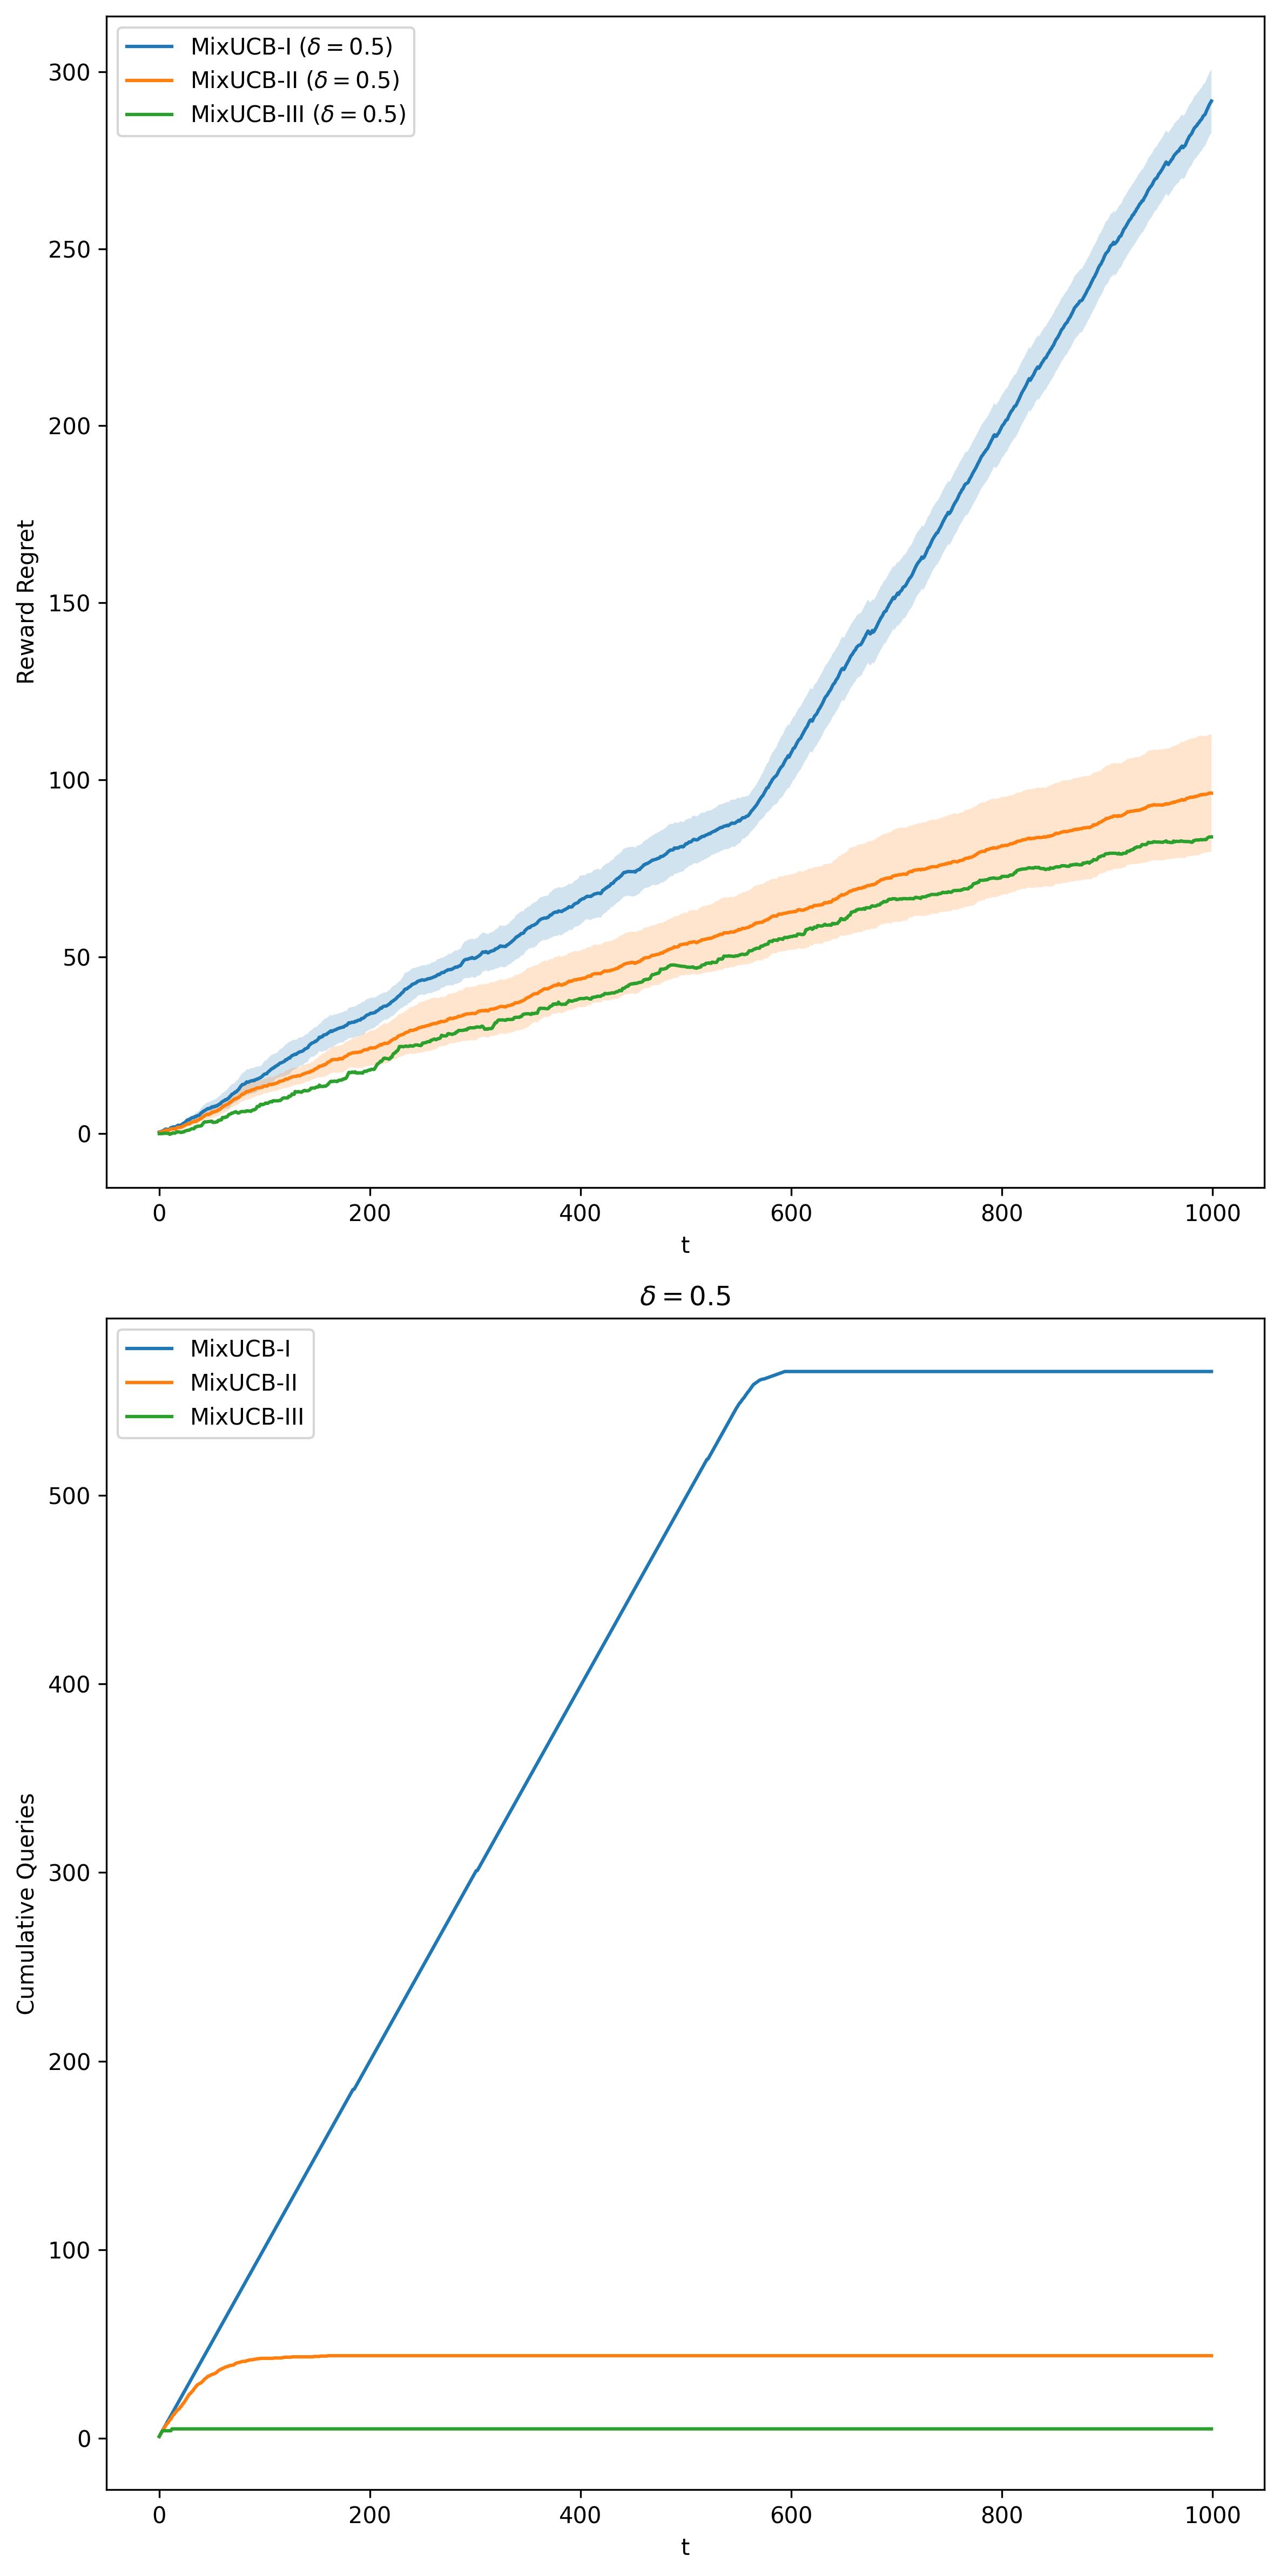 MixUCB-I (δ = 0.5)
MixUCB-II (δ = 0.5)
MixUCB-III (δ = 0.5)
300
250
200
150
100
50
0
Reward Regret
0 200 400 600 800 1000
t
δ = 0.5
MixUCB-I
MixUCB-II
MixUCB-III
500
400
300
200
100
0
Cumulative Queries
0 200 400 600 800 1000
t